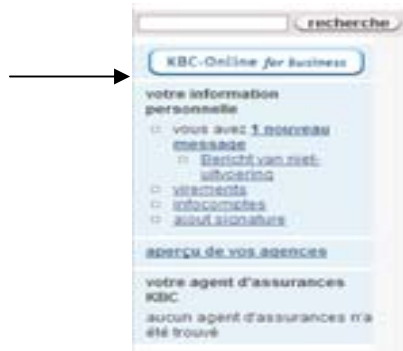 recherche
KBC-Online for business
votre information
personnelle
vous avez 1 nouveau
message
Bericht van niet-
uitvoering
virements
infocomptes
ajout signature
aperçu de vos agences
votre agent d'assurances
KBC
aucun agent d'assurances n'a
été trouvé